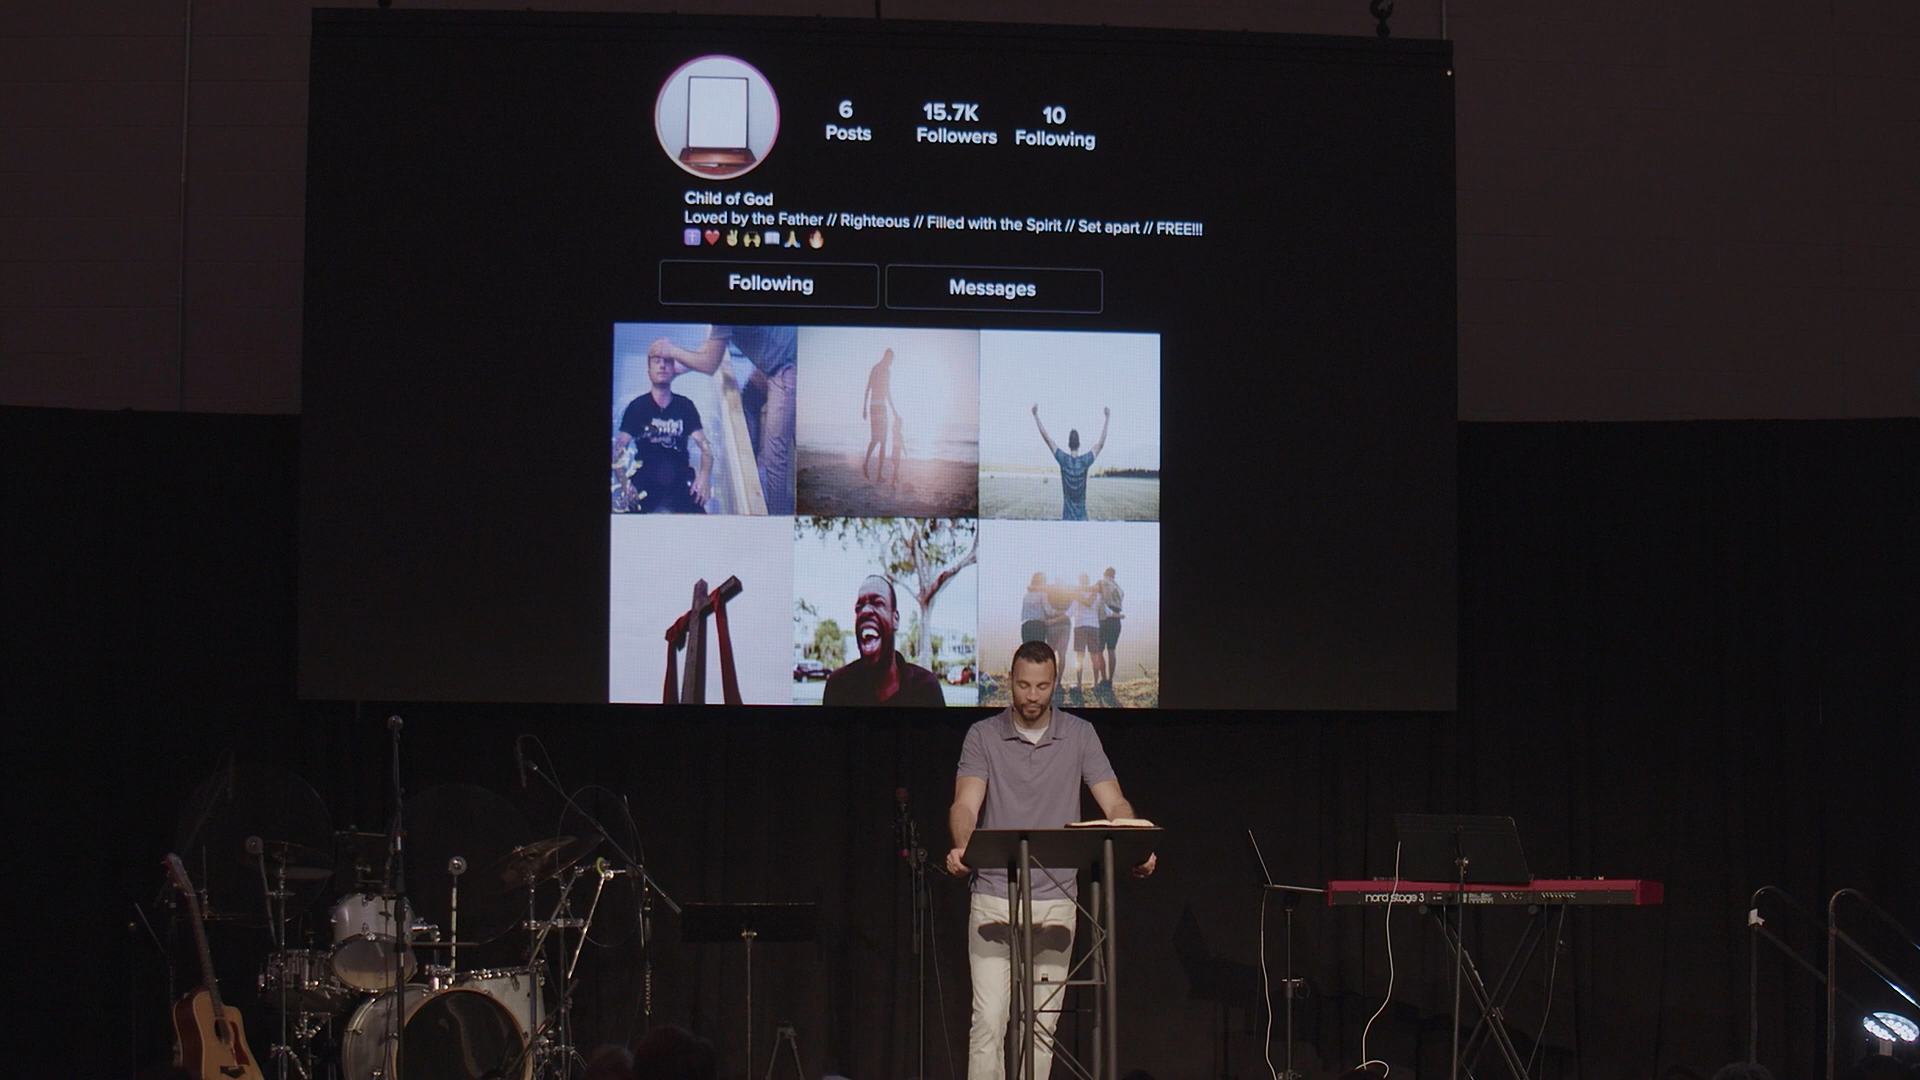 6 15.7K 10
Posts Followers Following
Child of God
Loved by the Father // Righteous // Filled with the Spirit // Set apart // FREE!!!
✝️❤️✌️🙌📖🙏🔥
Following Messages
nord stage 3